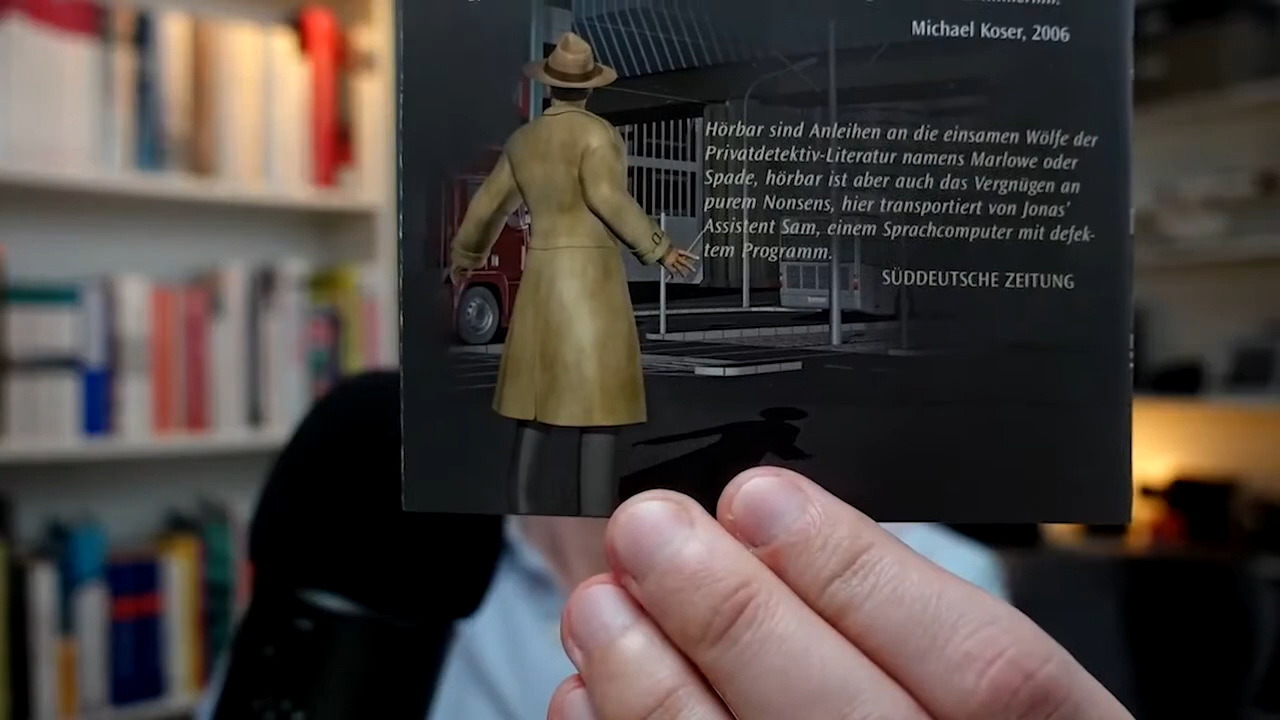 Michael Koser, 2006
Hörbar sind Anleihen an die einsamen Wölfe der
Privatdetektiv-Literatur namens Marlowe oder
Spade, hörbar ist aber auch das Vergnügen an
purem Nonsens, hier transportiert von Jonas'
Assistent Sam, einem Sprachcomputer mit defek-
tem Programm.
SÜDDEUTSCHE ZEITUNG